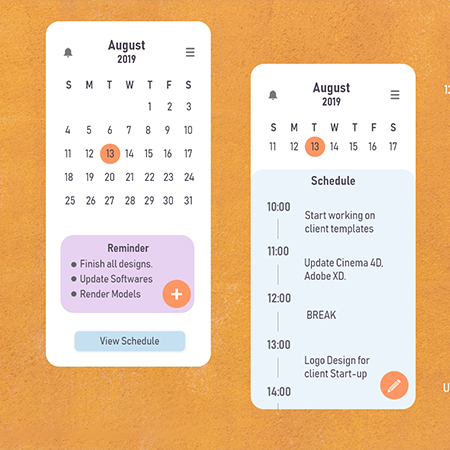 August
2019
S M T W T F S
1 2 3
4 5 6 7 8 9 10
11 12 13 14 15 16 17
18 19 20 21 22 23 24
25 26 27 28 29 30 31
Reminder
Finish all designs.
Update Softwares
Render Models
+
View Schedule
August
2019
S M T W T F S
11 12 13 14 15 16 17
Schedule
10:00
Start working on
client templates
11:00
Update Cinema 4D,
Adobe XD.
12:00
BREAK
13:00
Logo Design for
client Start-up
14:00